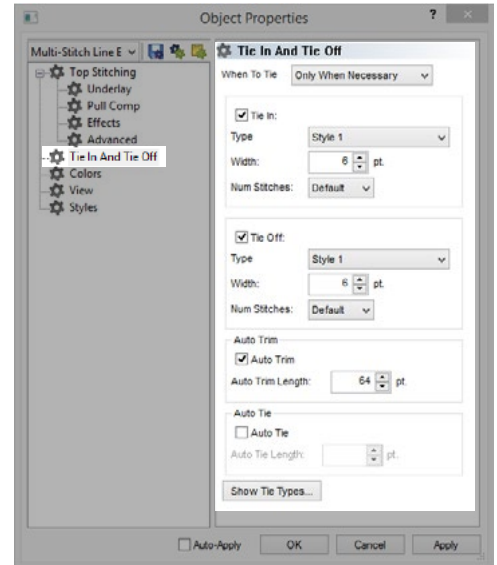 Object Properties
?
Multi-Stitch Line E
Top Stitching
Underlay
Pull Comp
Effects
Advanced
Tie In And Tie Off
Colors
View
Styles
Tie In And Tie Off
When To Tie Only When Necessary
Tie In:
Type Style 1
Width: 6 pt.
Num Stitches: Default
Tie Off:
Type Style 1
Width: 6 pt.
Num Stitches: Default
Auto Trim
Auto Trim
Auto Trim Length: 64 pt.
Auto Tie
Auto Tie
Auto Tie Length: pt.
Show Tie Types...
Auto-Apply OK Cancel Apply